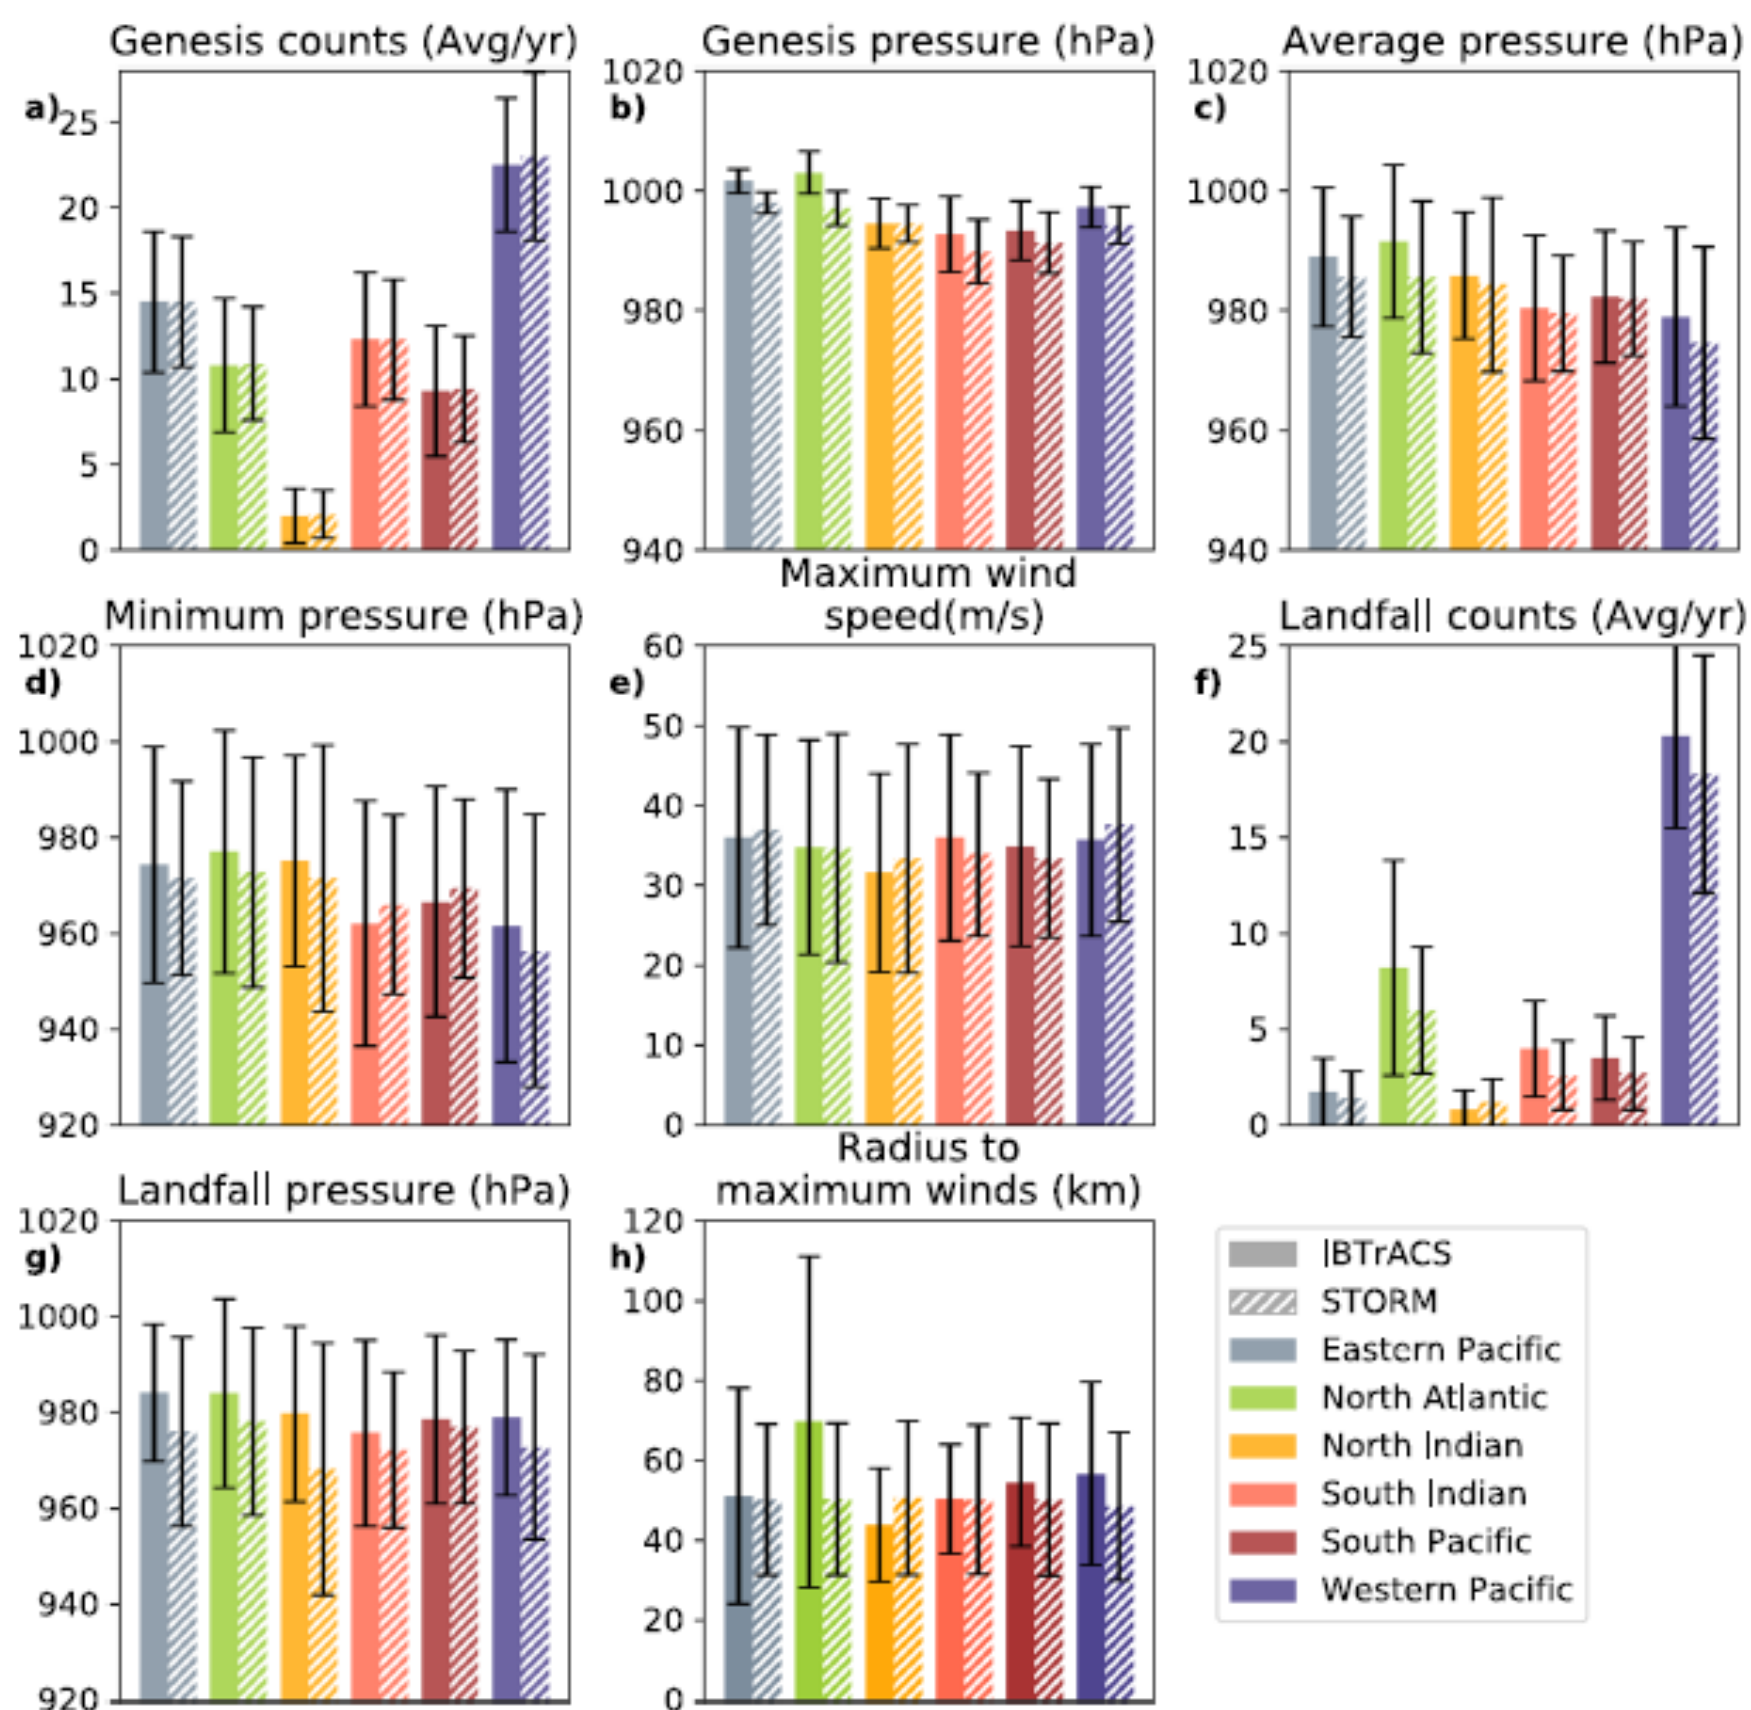 Genesis counts (Avg/yr)
a)
25
20
15
10
5
0
Genesis pressure (hPa)
b)
1020
1000
980
960
940
Average pressure (hPa)
c)
1020
1000
980
960
940
Minimum pressure (hPa)
d)
1020
1000
980
960
940
920
Maximum wind
speed(m/s)
e)
60
50
40
30
20
10
0
Landfall counts (Avg/yr)
f)
25
20
15
10
5
0
Landfall pressure (hPa)
g)
1020
1000
980
960
940
920
Radius to
maximum winds (km)
h)
120
100
80
60
40
20
0
IBTrACS
STORM
Eastern Pacific
North Atlantic
North Indian
South Indian
South Pacific
Western Pacific